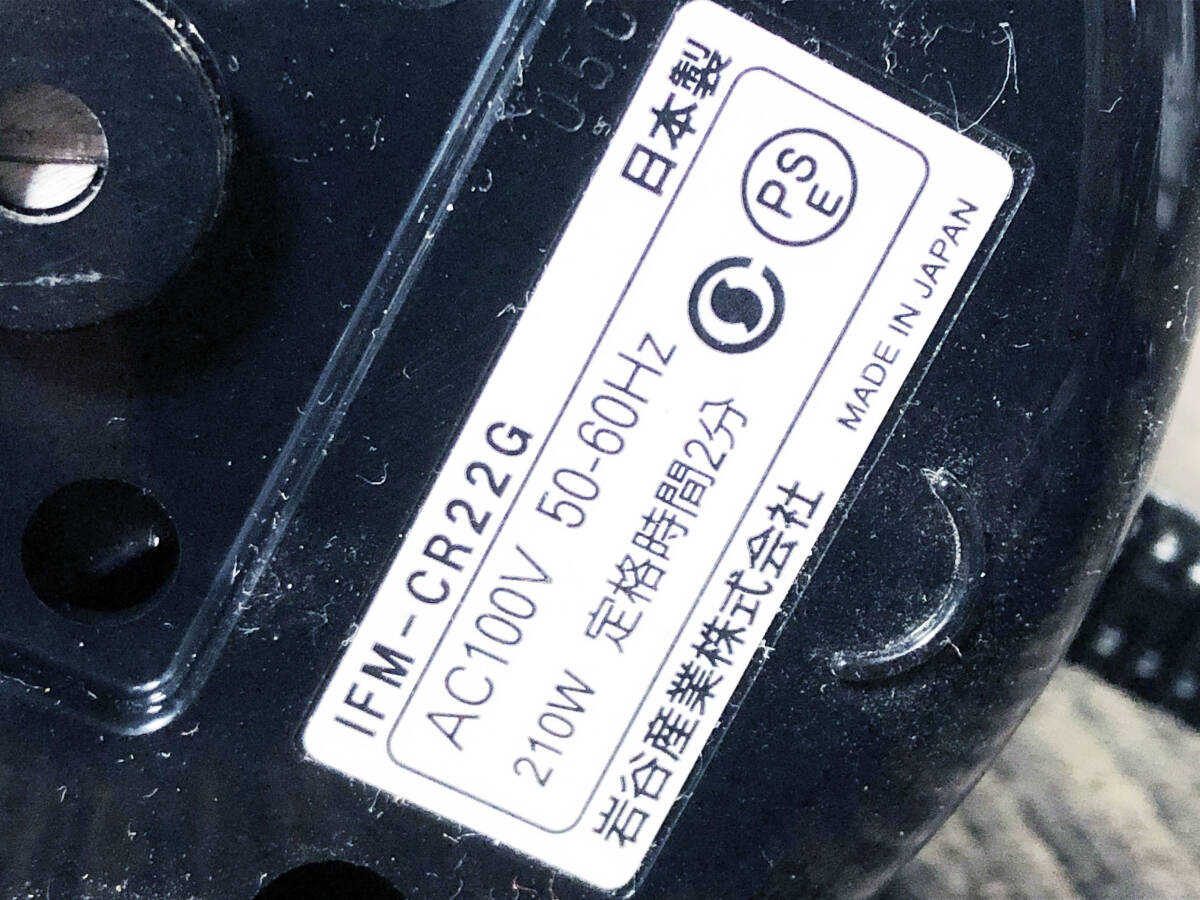 IFM-CR22G 日本製
AC100V 50-60Hz
210W 定格時間2分
PSE
岩谷産業株式会社 MADE IN JAPAN